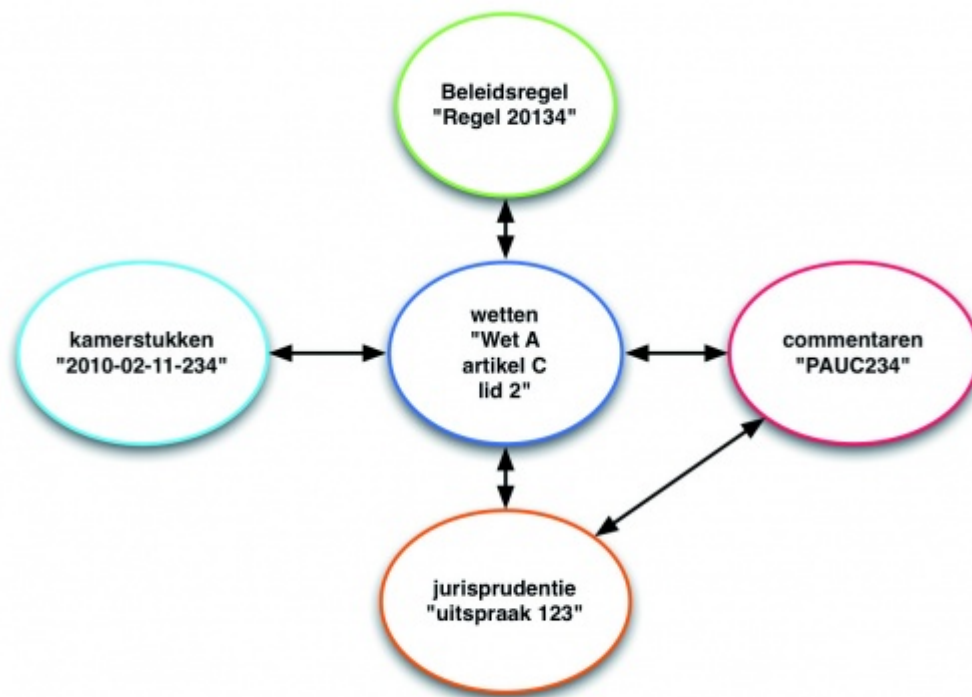 Beleidsregel
"Regel 20134"
kamerstukken
"2010-02-11-234"
wetten
"Wet A
artikel C
lid 2"
commentaren
"PAUC234"
jurisprudentie
"uitspraak 123"